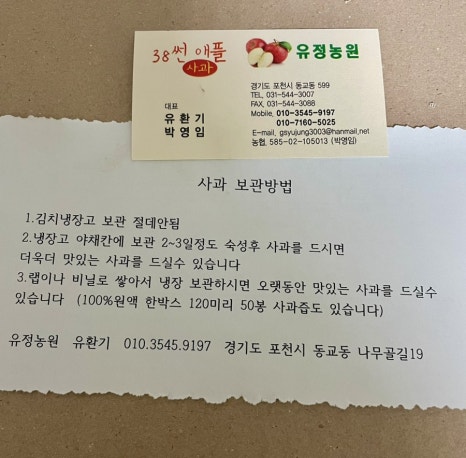 38썬 애플
사과
유정농원
경기도 포천시 동교동 599
TEL, 031-544-3007
FAX, 031-544-3088
대표
Mobile, 010-3545-9197
유 환 기
010-7160-5025
박 영 임
E-mail, gsyujung3003@hanmail,net
농협, 585-02-105013 (박영임)
사과 보관방법
1.김치냉장고 보관 절데안됨
2.냉장고 야채칸에 보관 2~3일정도 숙성후 사과를 드시면
더욱더 맛있는 사과를 드실수 있습니다
3.랩이나 비닐로 쌓아서 냉장 보관하시면 오랫동안 맛있는 사과를 드실수
있습니다 (100%원액 한박스 120미리 50봉 사과즙도 있습니다)
유정농원 유환기 010.3545.9197 경기도 포천시 동교동 나무골길19